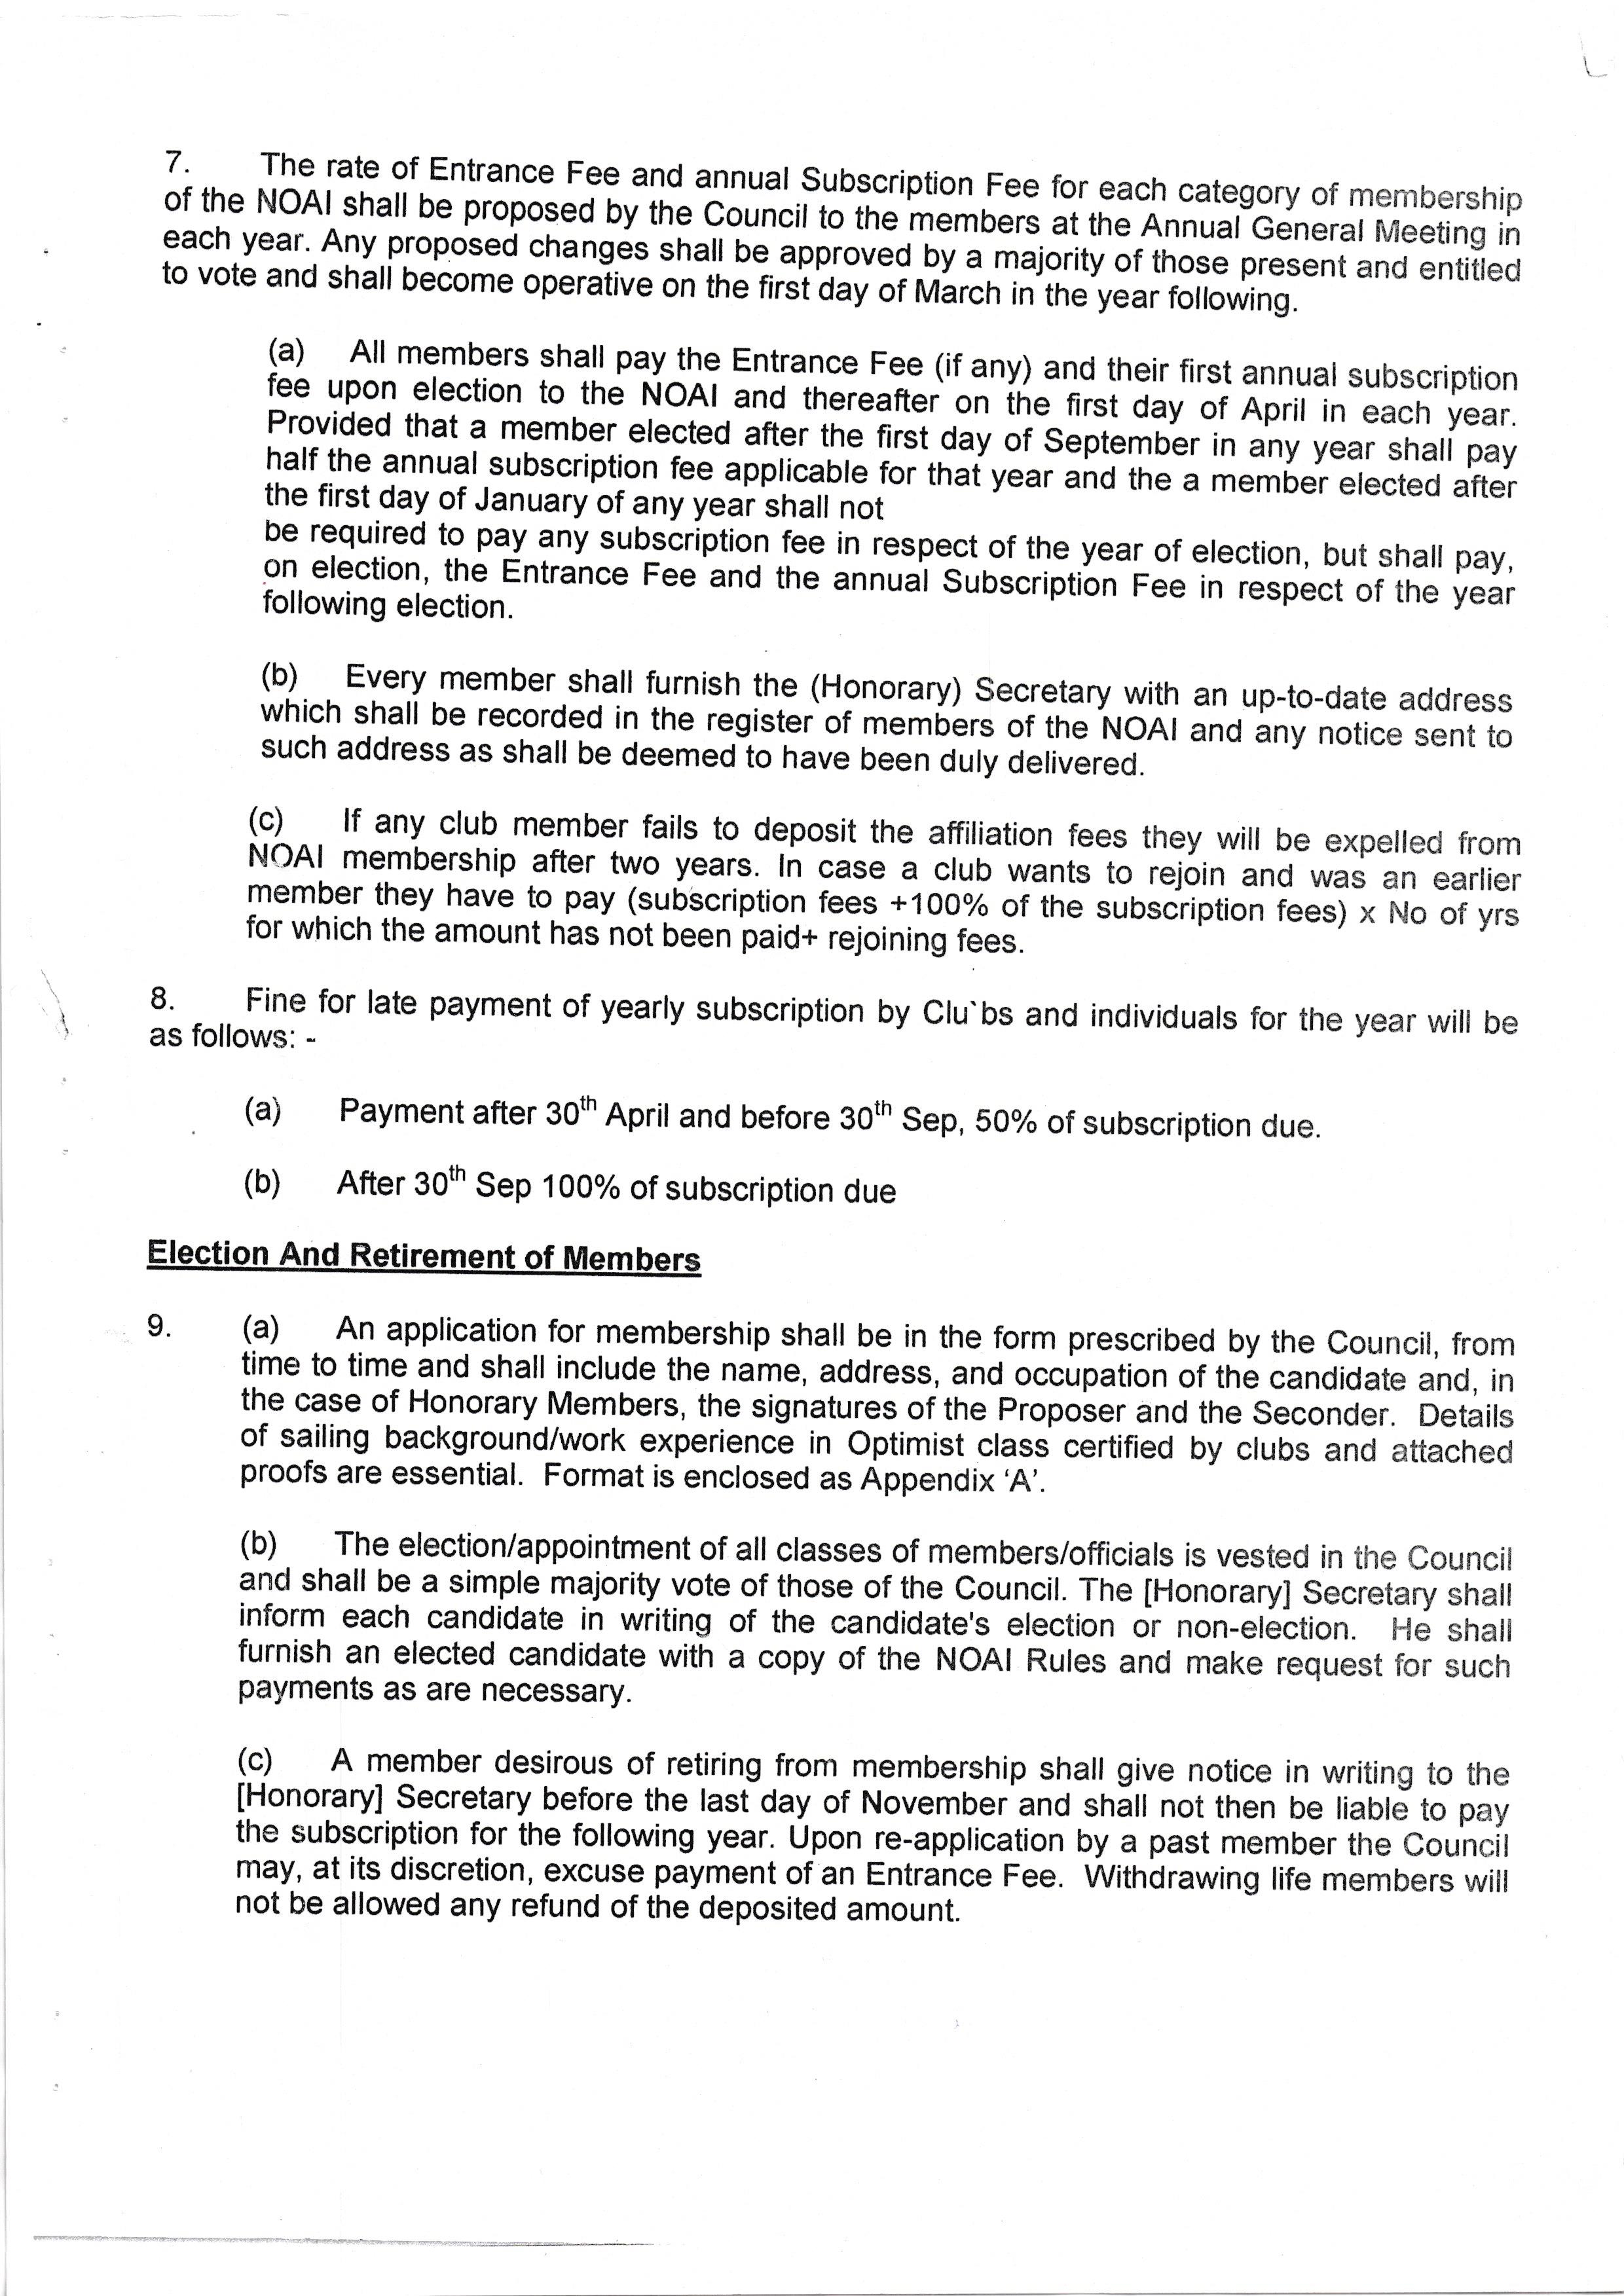 7. The rate of Entrance Fee and annual Subscription Fee for each category of membership
of the NOAI shall be proposed by the Council to the members at the Annual General Meeting in
each year. Any proposed changes shall be approved by a majority of those present and entitled
to vote and shall become operative on the first day of March in the year following.
(a) All members shall pay the Entrance Fee (if any) and their first annual subscription
fee upon election to the NOAI and thereafter on the first day of April in each year.
Provided that a member elected after the first day of September in any year shall pay
half the annual subscription fee applicable for that year and the a member elected after
the first day of January of any year shall not
be required to pay any subscription fee in respect of the year of election, but shall pay,
on election, the Entrance Fee and the annual Subscription Fee in respect of the year
following election.
(b) Every member shall furnish the (Honorary) Secretary with an up-to-date address
which shall be recorded in the register of members of the NOAI and any notice sent to
such address as shall be deemed to have been duly delivered.
(c) If any club member fails to deposit the affiliation fees they will be expelled from
NOAI membership after two years. In case a club wants to rejoin and was an earlier
member they have to pay (subscription fees +100% of the subscription fees) x No of yrs
for which the amount has not been paid+ rejoining fees.
8. Fine for late payment of yearly subscription by Clu`bs and individuals for the year will be
as follows: -
(a) Payment after 30th April and before 30th Sep, 50% of subscription due.
(b) After 30th Sep 100% of subscription due
Election And Retirement of Members
9. (a) An application for membership shall be in the form prescribed by the Council, from
time to time and shall include the name, address, and occupation of the candidate and, in
the case of Honorary Members, the signatures of the Proposer and the Seconder. Details
of sailing background/work experience in Optimist class certified by clubs and attached
proofs are essential. Format is enclosed as Appendix ‘A’.
(b) The election/appointment of all classes of members/officials is vested in the Council
and shall be a simple majority vote of those of the Council. The [Honorary] Secretary shall
inform each candidate in writing of the candidate's election or non-election. He shall
furnish an elected candidate with a copy of the NOAI Rules and make request for such
payments as are necessary.
(c) A member desirous of retiring from membership shall give notice in writing to the
[Honorary] Secretary before the last day of November and shall not then be liable to pay
the subscription for the following year. Upon re-application by a past member the Council
may, at its discretion, excuse payment of an Entrance Fee. Withdrawing life members will
not be allowed any refund of the deposited amount.